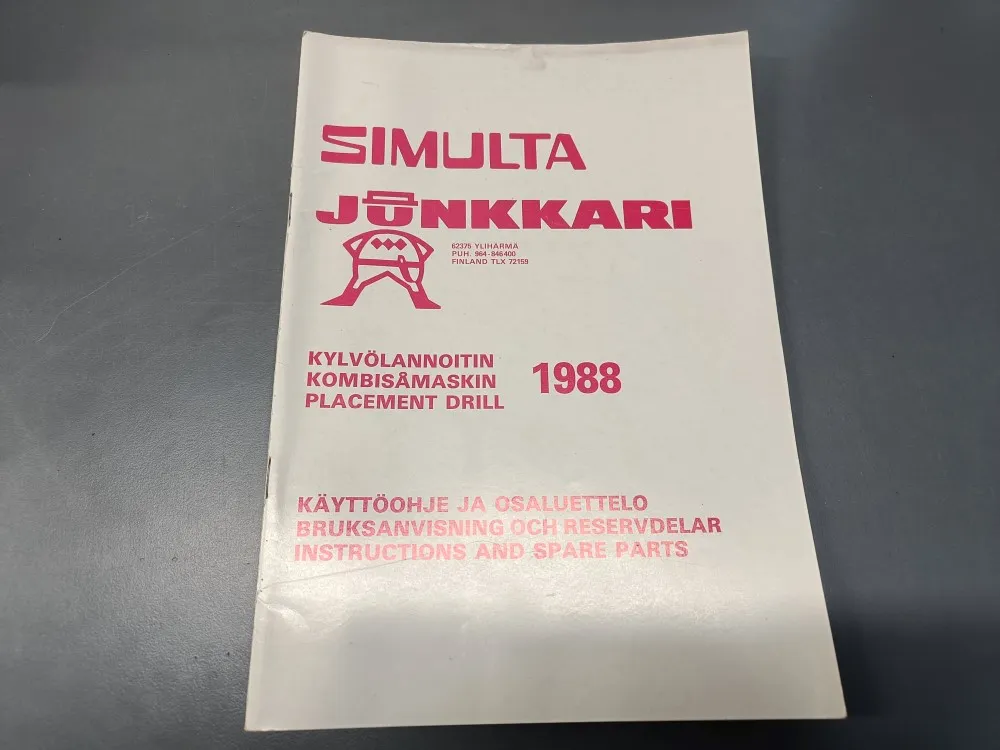 SIMULTA
JUNKKARI
62375 YLIHÄRMÄ
PUH. 964-846400
FINLAND TLX 72159
KYLVÖLANNOITIN
KOMBISÅMASKIN
PLACEMENT DRILL
1988
KÄYTTÖOHJE JA OSALUETTELO
BRUKSANVISNING OCH RESERVDELAR
INSTRUCTIONS AND SPARE PARTS